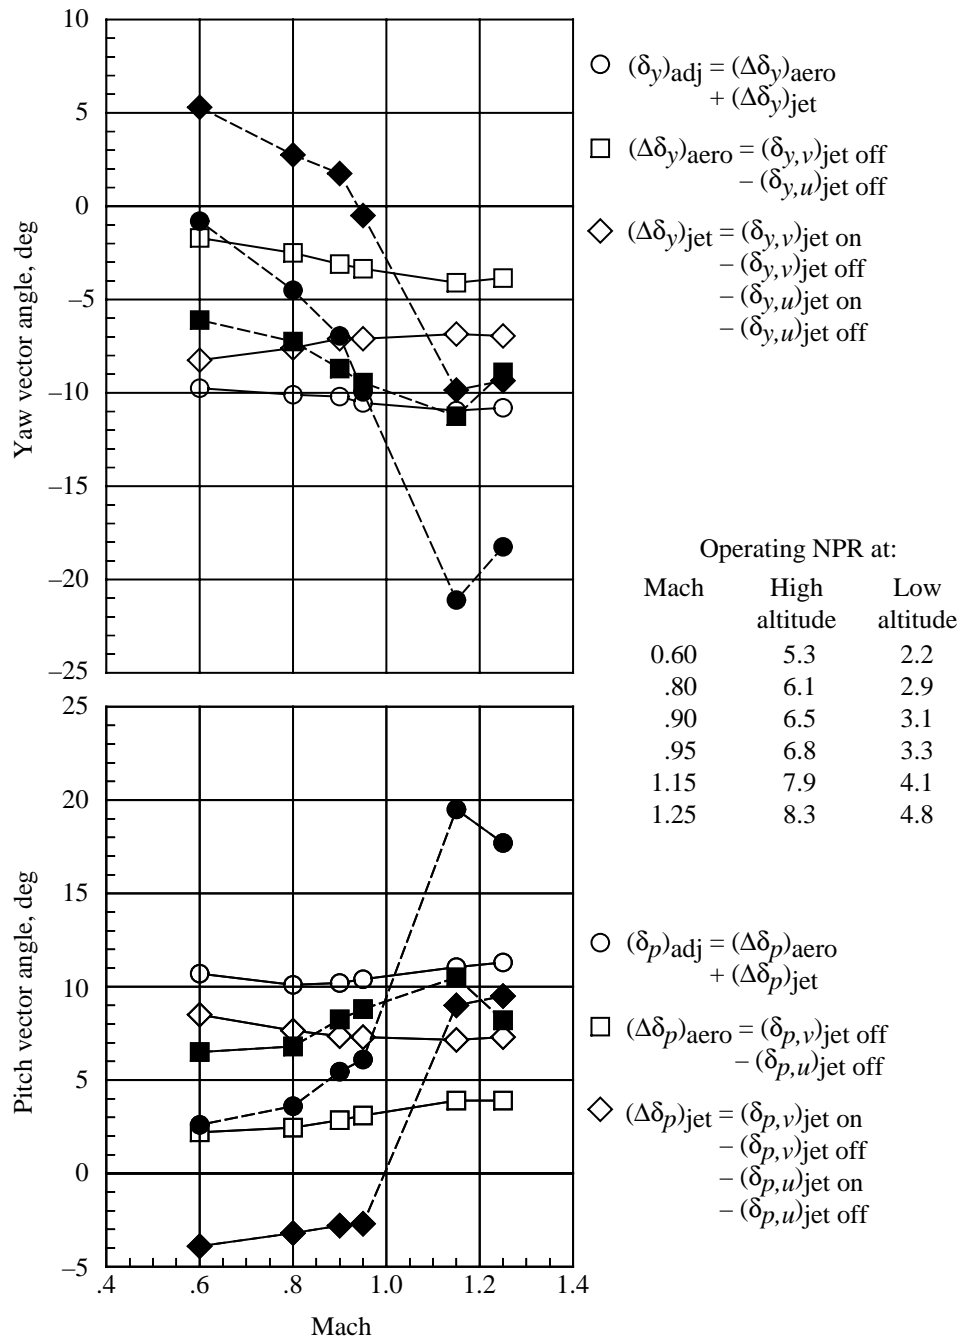 10
5
0
–5
–10
–15
–20
–25
Yaw vector angle, deg
(δy)adj = (Δδy)aero
+ (Δδy)jet
(Δδy)aero = (δy,v)jet off
– (δy,u)jet off
(Δδy)jet = (δy,v)jet on
– (δy,v)jet off
– (δy,u)jet on
– (δy,u)jet off
Operating NPR at:
Mach High Low
altitude altitude
0.60 5.3 2.2
.80 6.1 2.9
.90 6.5 3.1
.95 6.8 3.3
1.15 7.9 4.1
1.25 8.3 4.8
25
20
15
10
5
0
–5
Pitch vector angle, deg
.4 .6 .8 1.0 1.2 1.4
Mach
(δp)adj = (Δδp)aero
+ (Δδp)jet
(Δδp)aero = (δp,v)jet off
– (δp,u)jet off
(Δδp)jet = (δp,v)jet on
– (δp,v)jet off
– (δp,u)jet on
– (δp,u)jet off